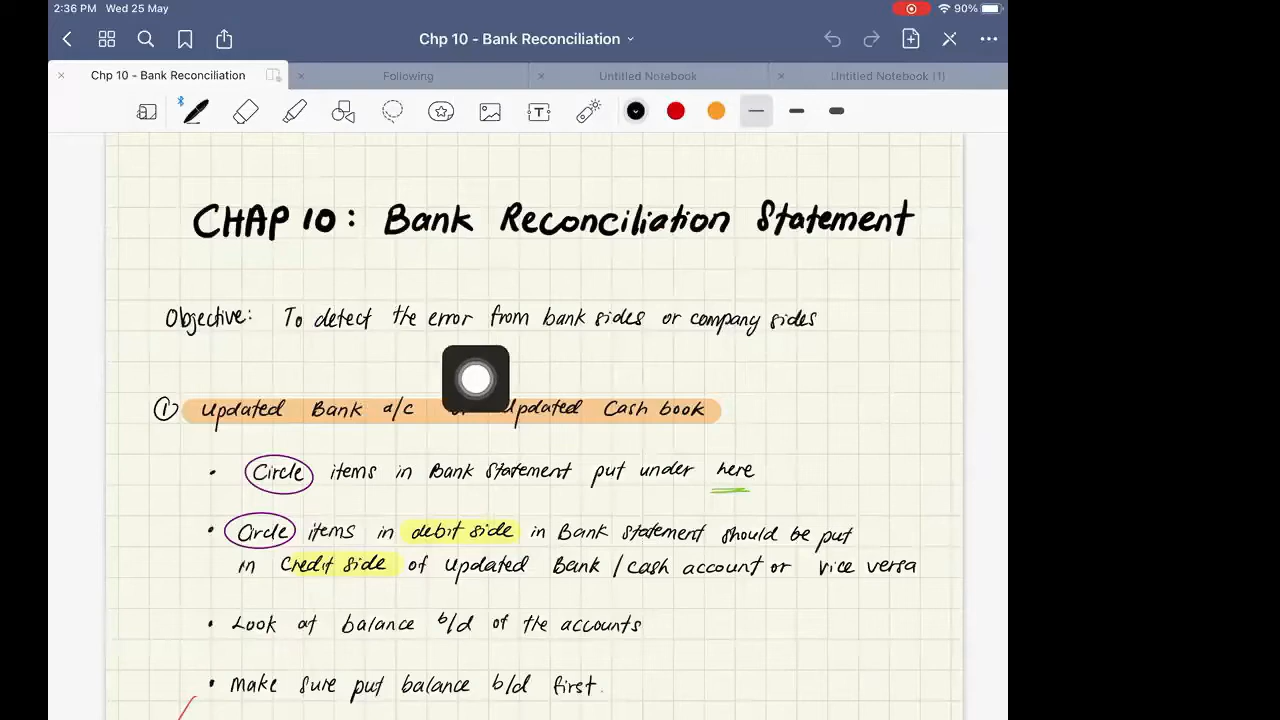 2:36 PM Wed 25 May
90%
Chp 10 - Bank Reconciliation
Chp 10 - Bank Reconciliation
Following
Untitled Notebook
Untitled Notebook (1)
T
CHAP 10: Bank Reconciliation Statement
Objective: To detect the error from bank sides or company sides
① Updated Bank a/c Updated Cash book
• Circle items in Bank Statement put under here
• Circle items in debit side in Bank Statement should be put
in Credit side of Updated Bank / Cash account or vice versa
• Look at balance b/d of the accounts
• Make sure put balance b/d first.